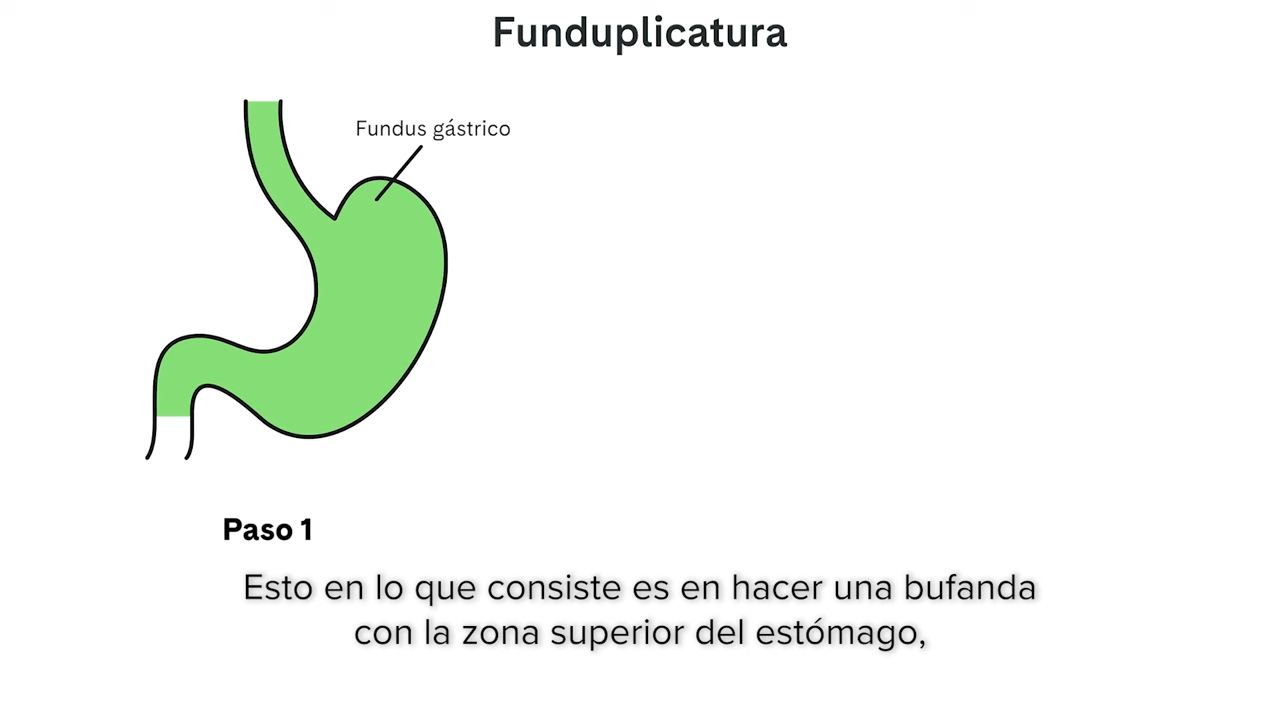 Funduplicatura
Fundus gástrico
Paso 1
Esto en lo que consiste es en hacer una bufanda
con la zona superior del estómago,